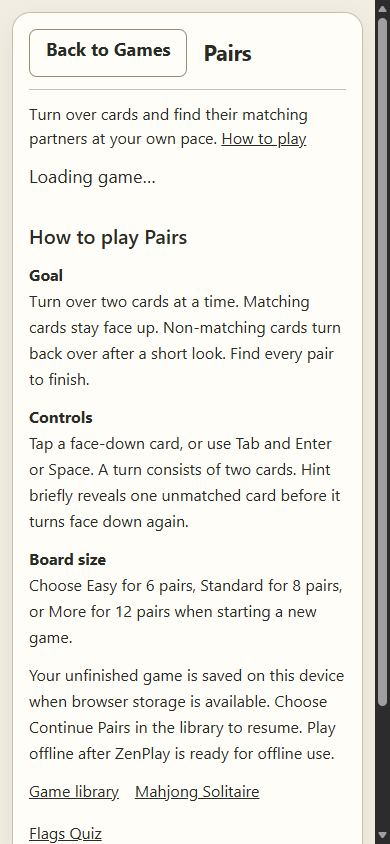 Back to Games
Pairs
Turn over cards and find their matching
partners at your own pace. How to play
Loading game...
How to play Pairs
Goal
Turn over two cards at a time. Matching
cards stay face up. Non-matching cards turn
back over after a short look. Find every pair
to finish.
Controls
Tap a face-down card, or use Tab and Enter
or Space. A turn consists of two cards. Hint
briefly reveals one unmatched card before it
turns face down again.
Board size
Choose Easy for 6 pairs, Standard for 8 pairs,
or More for 12 pairs when starting a new
game.
Your unfinished game is saved on this device
when browser storage is available. Choose
Continue Pairs in the library to resume. Play
offline after ZenPlay is ready for offline use.
Game library Mahjong Solitaire
Flags Quiz